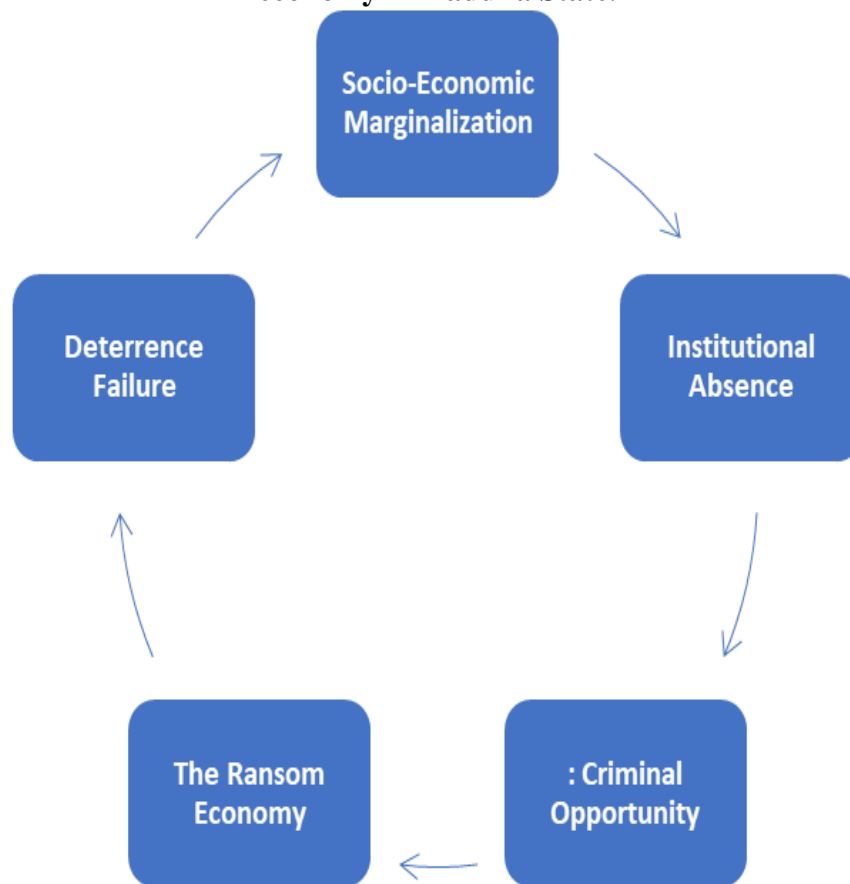 Socio-Economic
Marginalization
Institutional
Absence
: Criminal
Opportunity
The Ransom
Economy
Deterrence
Failure